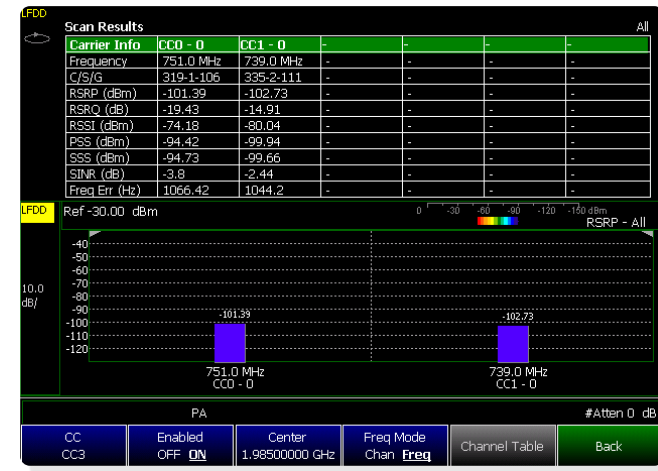 LFDD
Scan Results All
Carrier Info CC0 - 0 CC1 - 0 - - - -
Frequency 751.0 MHz 739.0 MHz - - - -
C/S/G 319-1-106 335-2-111 - - - -
RSRP (dBm) -101.39 -102.73 - - - -
RSRQ (dB) -19.43 -14.91 - - - -
RSSI (dBm) -74.18 -80.04 - - - -
PSS (dBm) -94.42 -99.94 - - - -
SSS (dBm) -94.73 -99.66 - - - -
SINR (dB) -3.8 -2.44 - - - -
Freq Err (Hz) 1066.42 1044.2 - - - -
LFDD Ref -30.00 dBm 0 -30 -60 -90 -120 -150 dBm
RSRP - All
-40
-50
-60
10.0 -70
dB/ -80
-90
-100
-110
-120
-101.39 -102.73
751.0 MHz 739.0 MHz
CC0 - 0 CC1 - 0
PA #Atten 0 dB
CC Enabled Center Freq Mode Channel Table Back
CC3 OFF ON 1.98500000 GHz Chan Freq